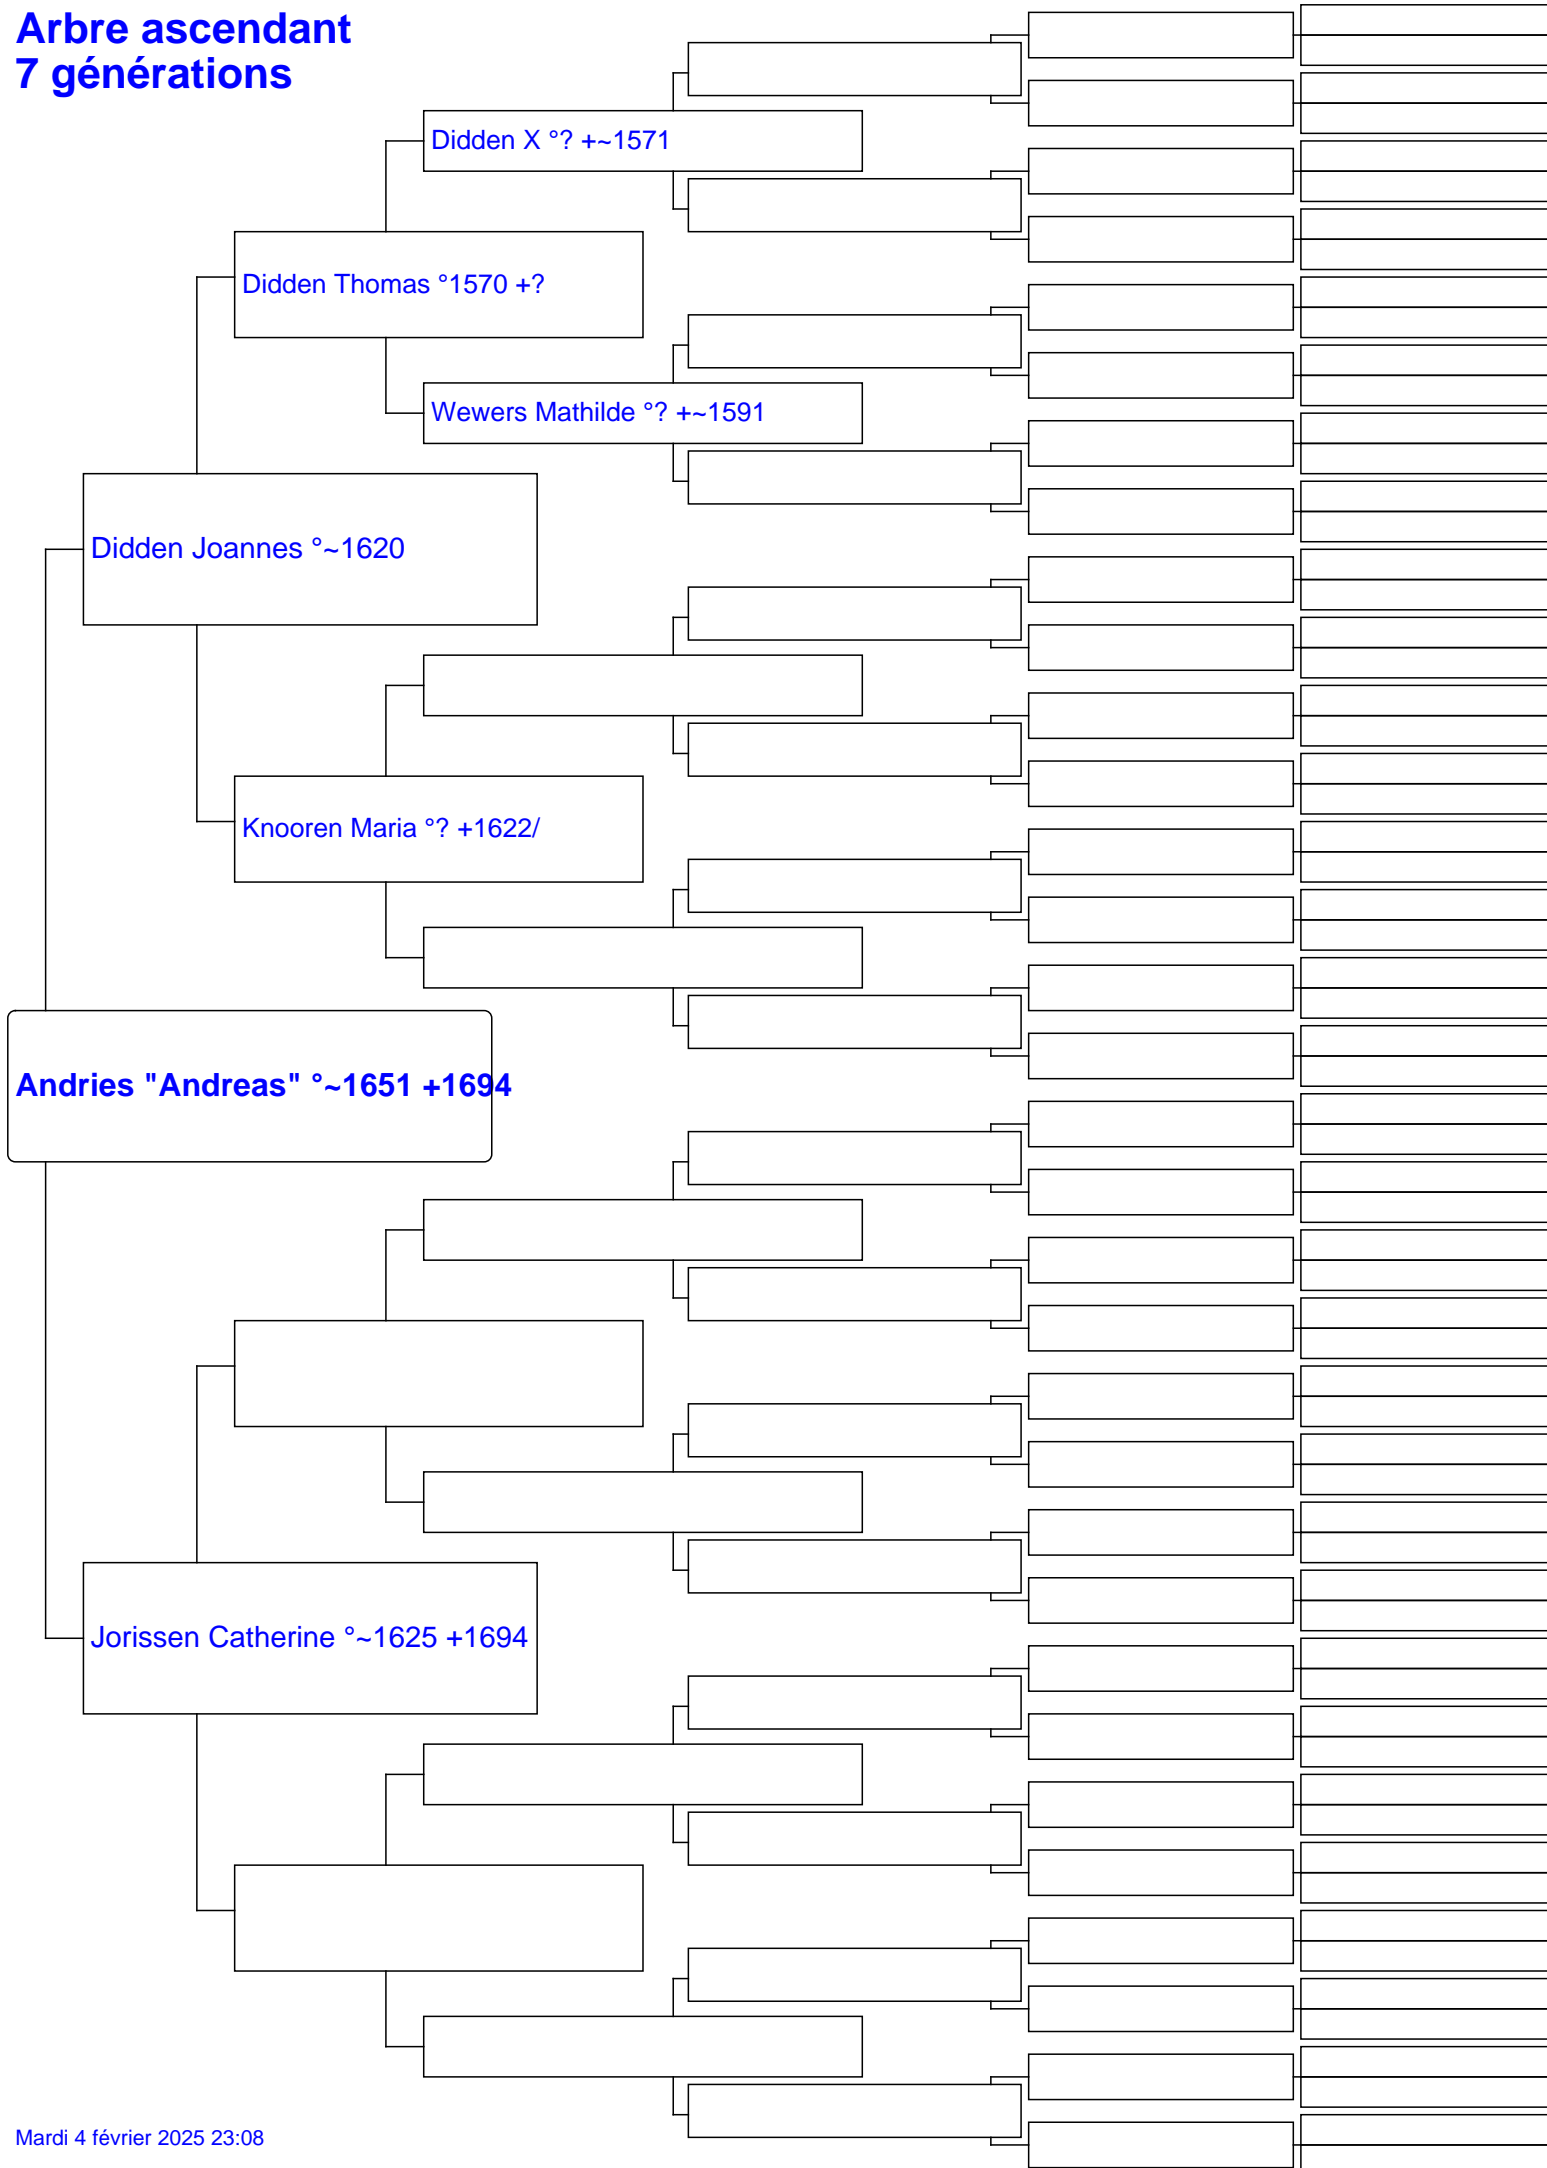 Arbre ascendant
7 générations
Didden X °? +~1571
Didden Thomas °1570 +?
Wewers Mathilde °? +~1591
Didden Joannes °~1620
Knooren Maria °? +1622/
Andries "Andreas" °~1651 +1694
Jorissen Catherine °~1625 +1694
Mardi 4 février 2025 23:08